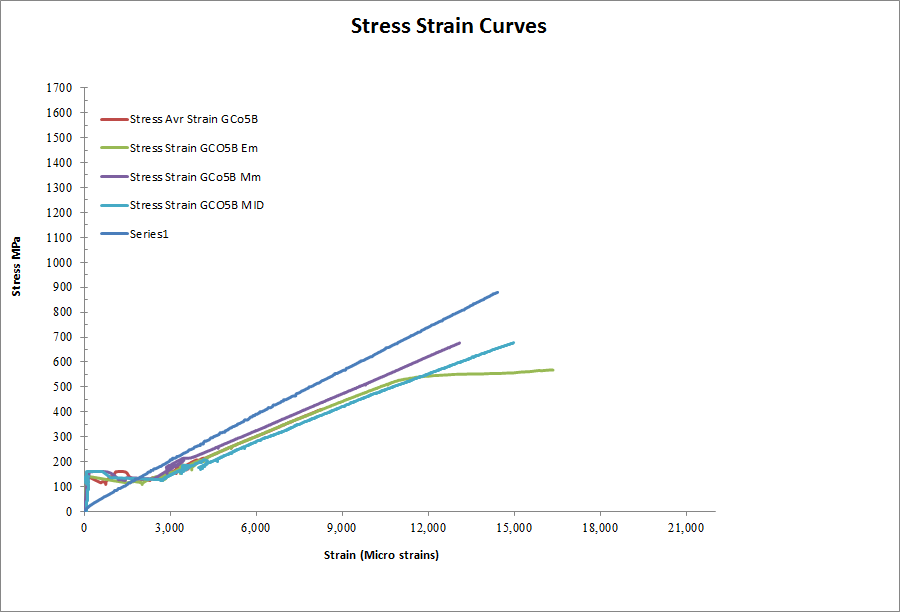 Stress Strain Curves
1700
1600
1500
1400
1300
1200
1100
1000
900
800
700
600
500
400
300
200
100
0
Stress MPa
Stress Avr Strain GCo5B
Stress Strain GCO5B Em
Stress Strain GCo5B Mm
Stress Strain GCO5B MID
Series1
0 3,000 6,000 9,000 12,000 15,000 18,000 21,000
Strain (Micro strains)